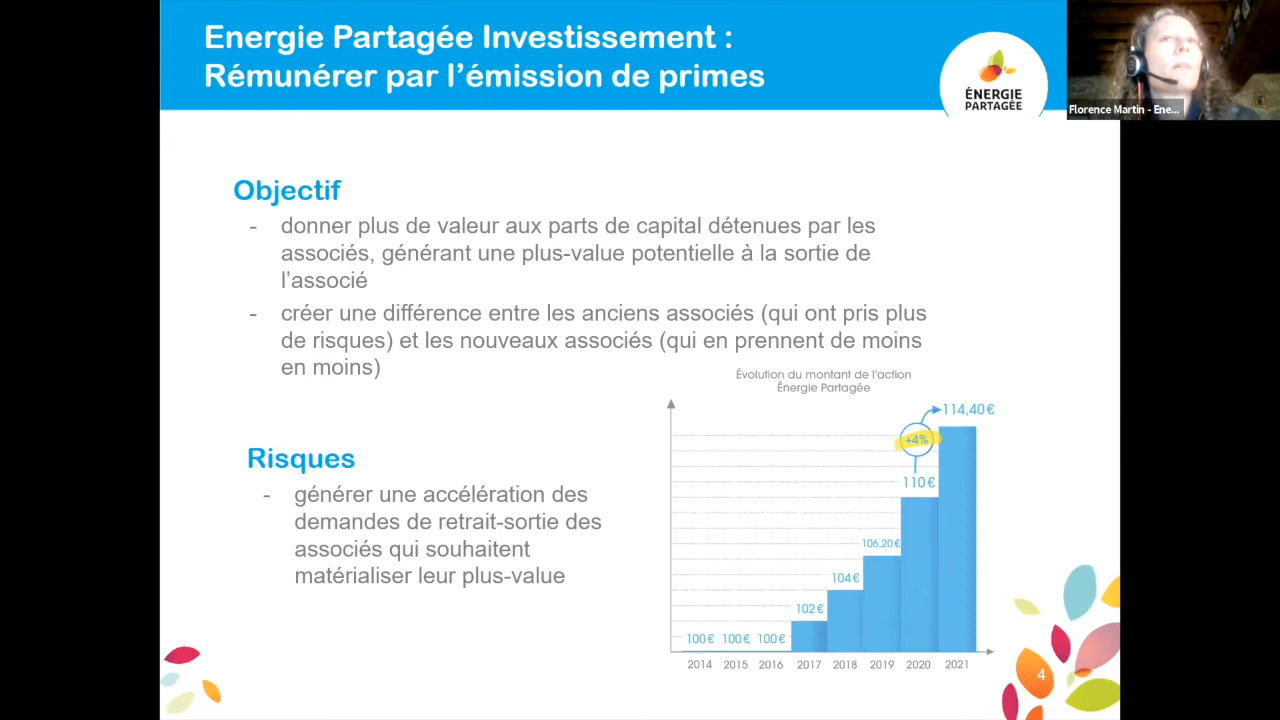 Energie Partagée Investissement :
Rémunérer par l’émission de primes
ÉNERGIE
PARTAGÉE
Florence Martin - Ene...
Objectif
- donner plus de valeur aux parts de capital détenues par les
associés, générant une plus-value potentielle à la sortie de
l’associé
- créer une différence entre les anciens associés (qui ont pris plus
de risques) et les nouveaux associés (qui en prennent de moins
en moins)
Risques
- générer une accélération des
demandes de retrait-sortie des
associés qui souhaitent
matérialiser leur plus-value
Évolution du montant de l’action
Énergie Partagée
114,40€
+4%
110€
106,20€
104€
102€
100€ 100€ 100€
2014 2015 2016 2017 2018 2019 2020 2021
4